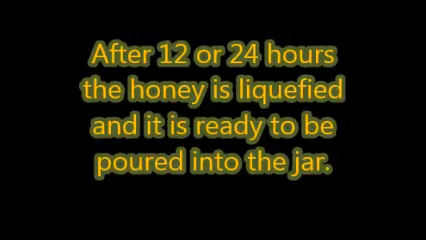 After 12 or 24 hours
the honey is liquefied
and it is ready to be
poured into the jar.